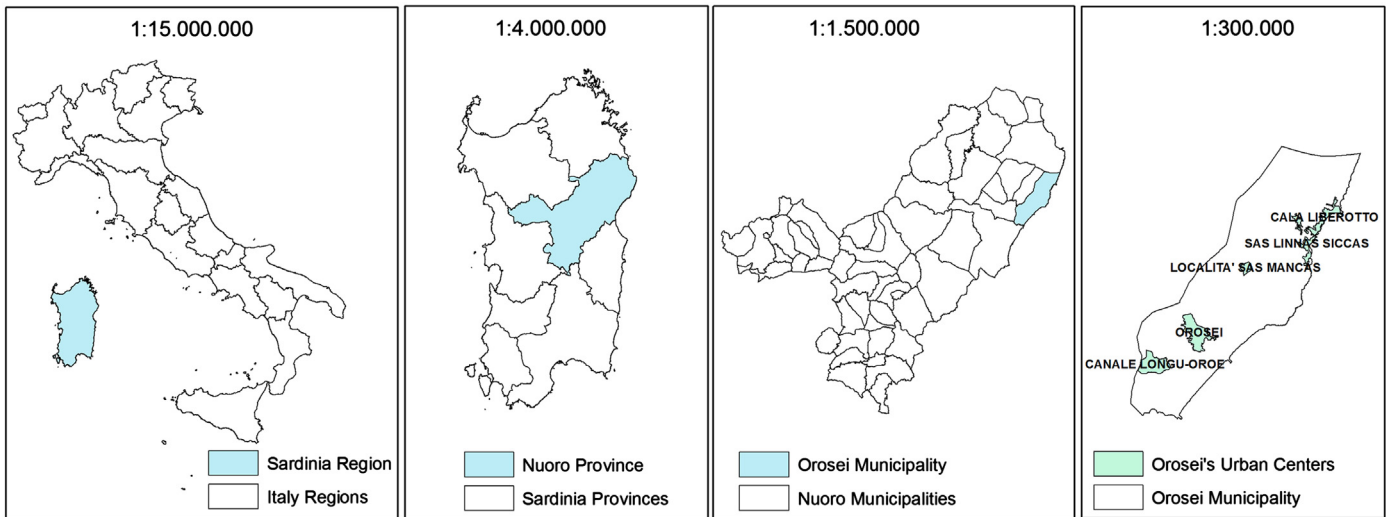 1:15.000.000
Sardinia Region
Italy Regions
1:4.000.000
Nuoro Province
Sardinia Provinces
1:1.500.000
Orosei Municipality
Nuoro Municipalities
1:300.000
CALA LIBEROTTO
SAS LINNAS SICCAS
LOCALITA' SAS MANCAS
OROSEI
CANALE LONGU-OROE
Orosei's Urban Centers
Orosei Municipality